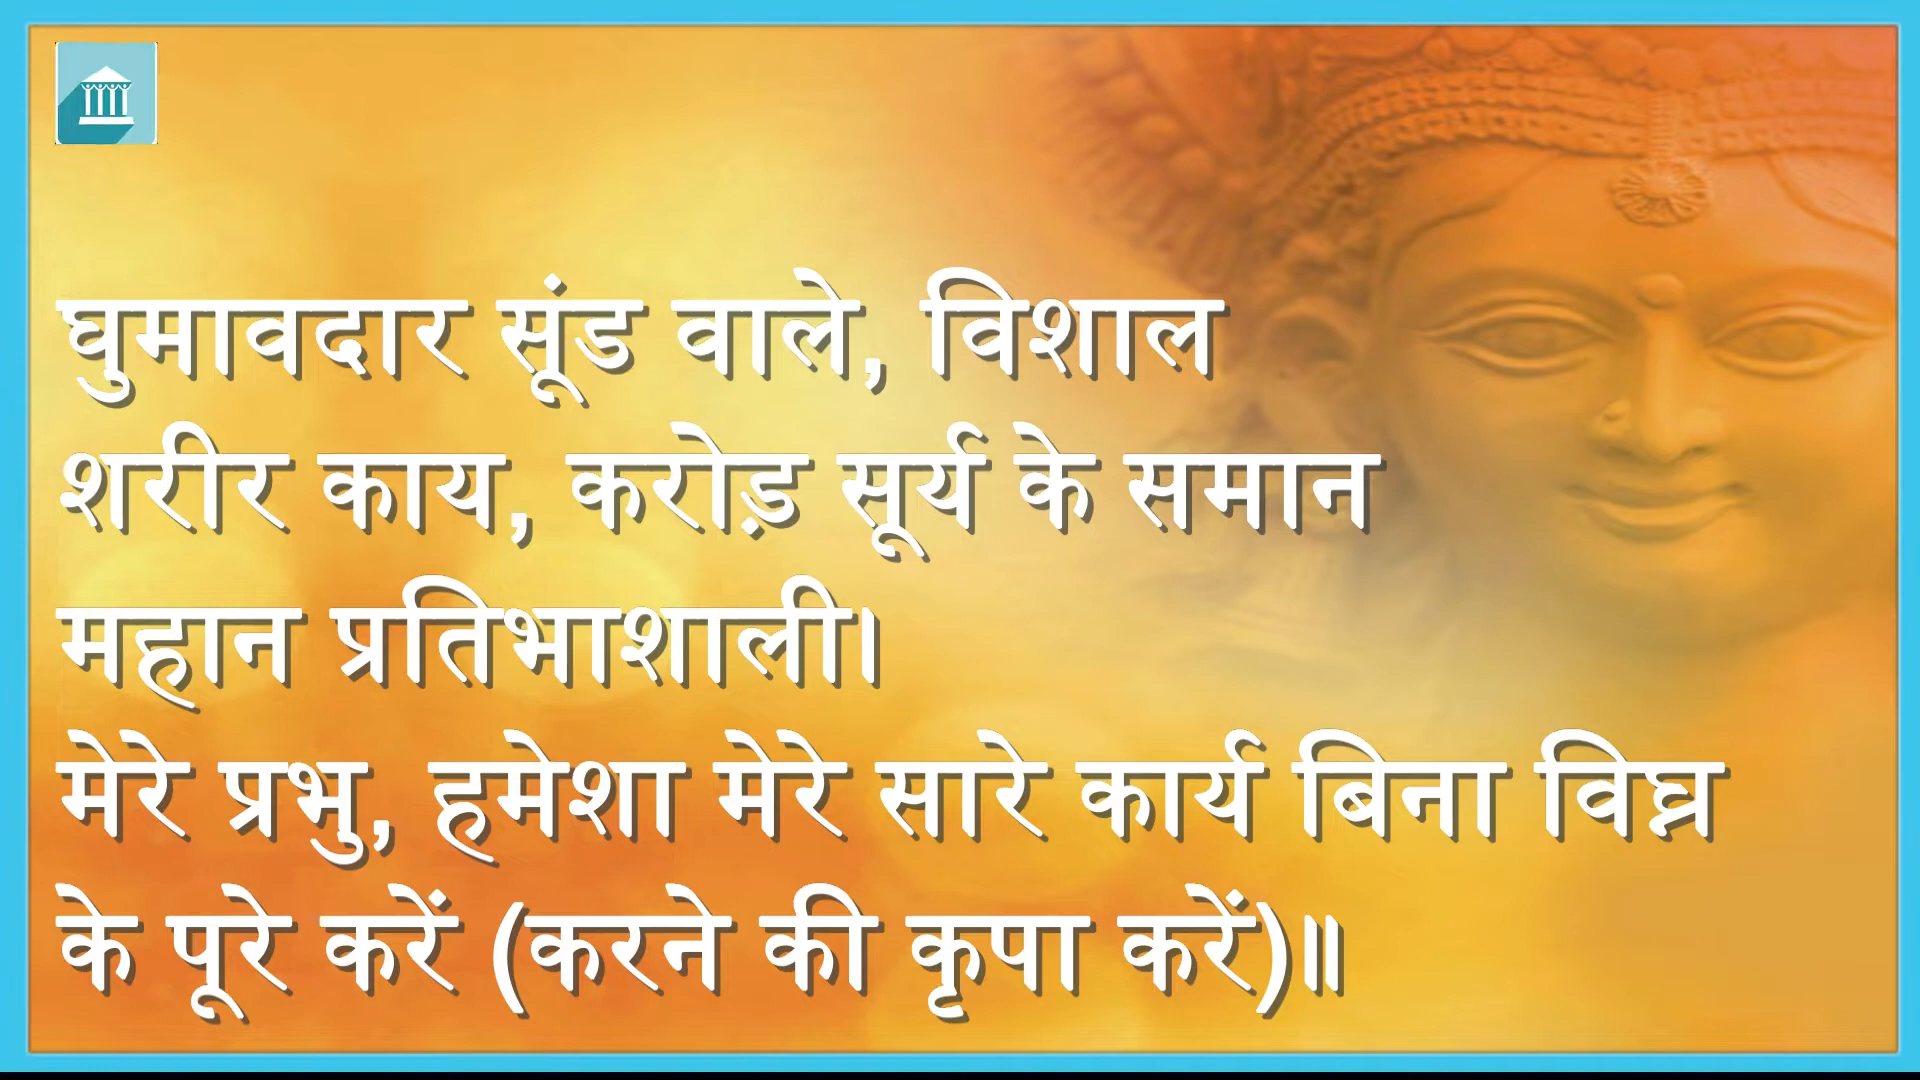 घुमावदार सूंड वाले, विशाल
शरीर काय, करोड़ सूर्य के समान
महान प्रतिभाशाली।
मेरे प्रभु, हमेशा मेरे सारे कार्य बिना विघ्न
के पूरे करें (करने की कृपा करें)॥